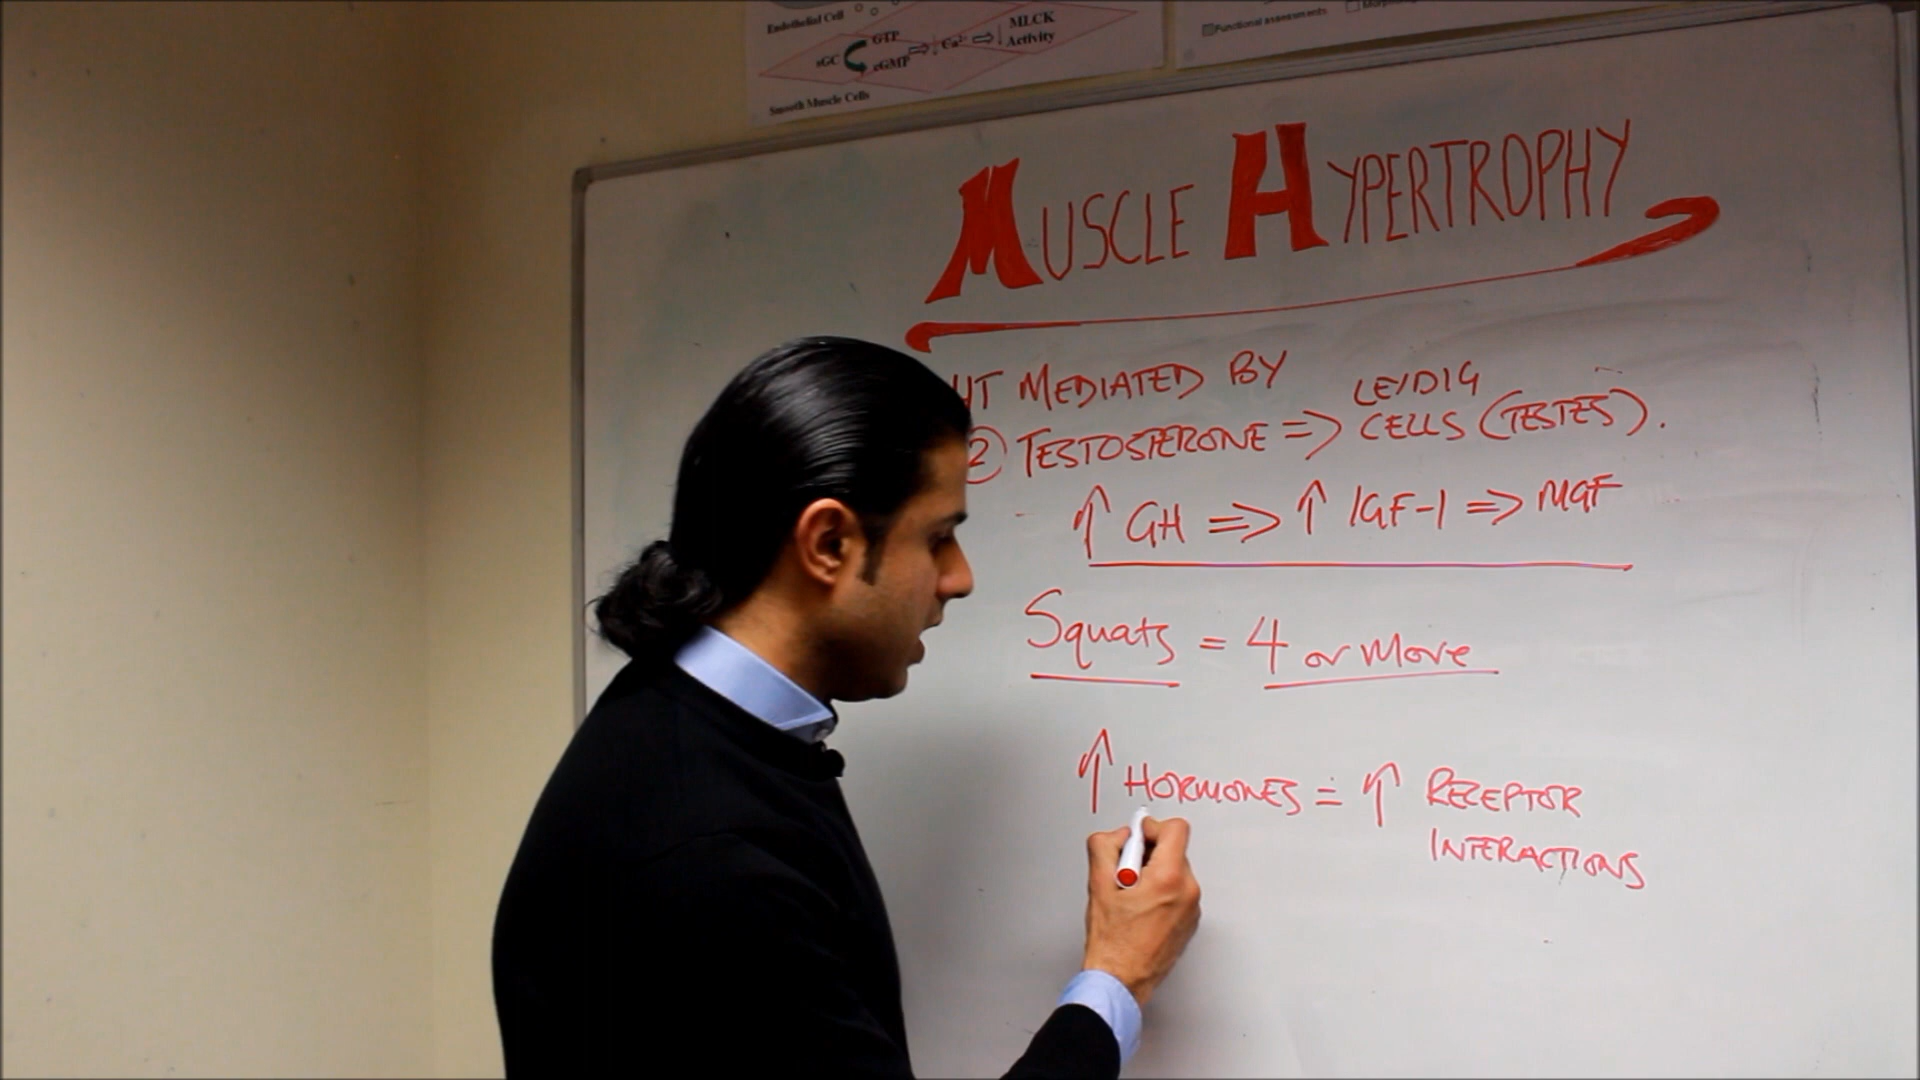 Endothelial Cell
GTP
sGC
cGMP
Ca²⁺
MLCK
Activity
Smooth Muscle Cells
Functional assessments
MUSCLE HYPERTROPHY
MEDIATED BY
② TESTOSTERONE => LEYDIG
CELLS (TESTES).
↑ GH => ↑ IGF-1 => MGF
Squats = 4 or more
↑ HORMONES = ↑ RECEPTOR
INTERACTIONS